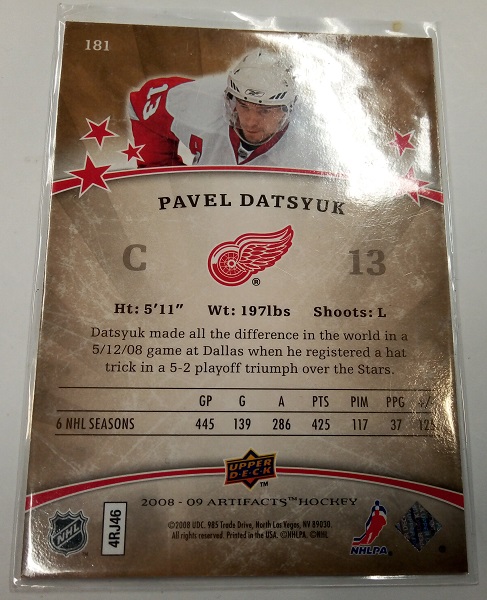 181
13
PAVEL DATSYUK
C
13
®
Ht: 5'11" Wt: 197lbs Shoots: L
Datsyuk made all the difference in the world in a
5/12/08 game at Dallas when he registered a hat
trick in a 5-2 playoff triumph over the Stars.
GP G A PTS PIM PPG +/-
6 NHL SEASONS 445 139 286 425 117 37
UPPER
DECK
™
2008 - 09 ARTIFACTS™ HOCKEY
©2008 UDC. 985 Trade Drive, North Las Vegas, NV 89030.
All rights reserved. Printed in the USA. ©NHLPA. ©NHL
NHL
4RJ46
NHLPA